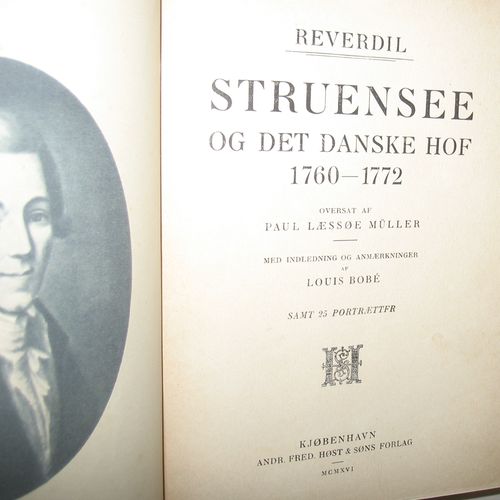 REVERDIL
STRUENSEE
OG DET DANSKE HOF
1760—1772
OVERSAT AF
PAUL LÆSSØE MÜLLER
MED INDLEDNING OG ANMÆRKNINGER
AF
LOUIS BOBÉ
SAMT 25 PORTRÆTTER
KJØBENHAVN
ANDR. FRED. HØST & SØNS FORLAG
MCMXVI